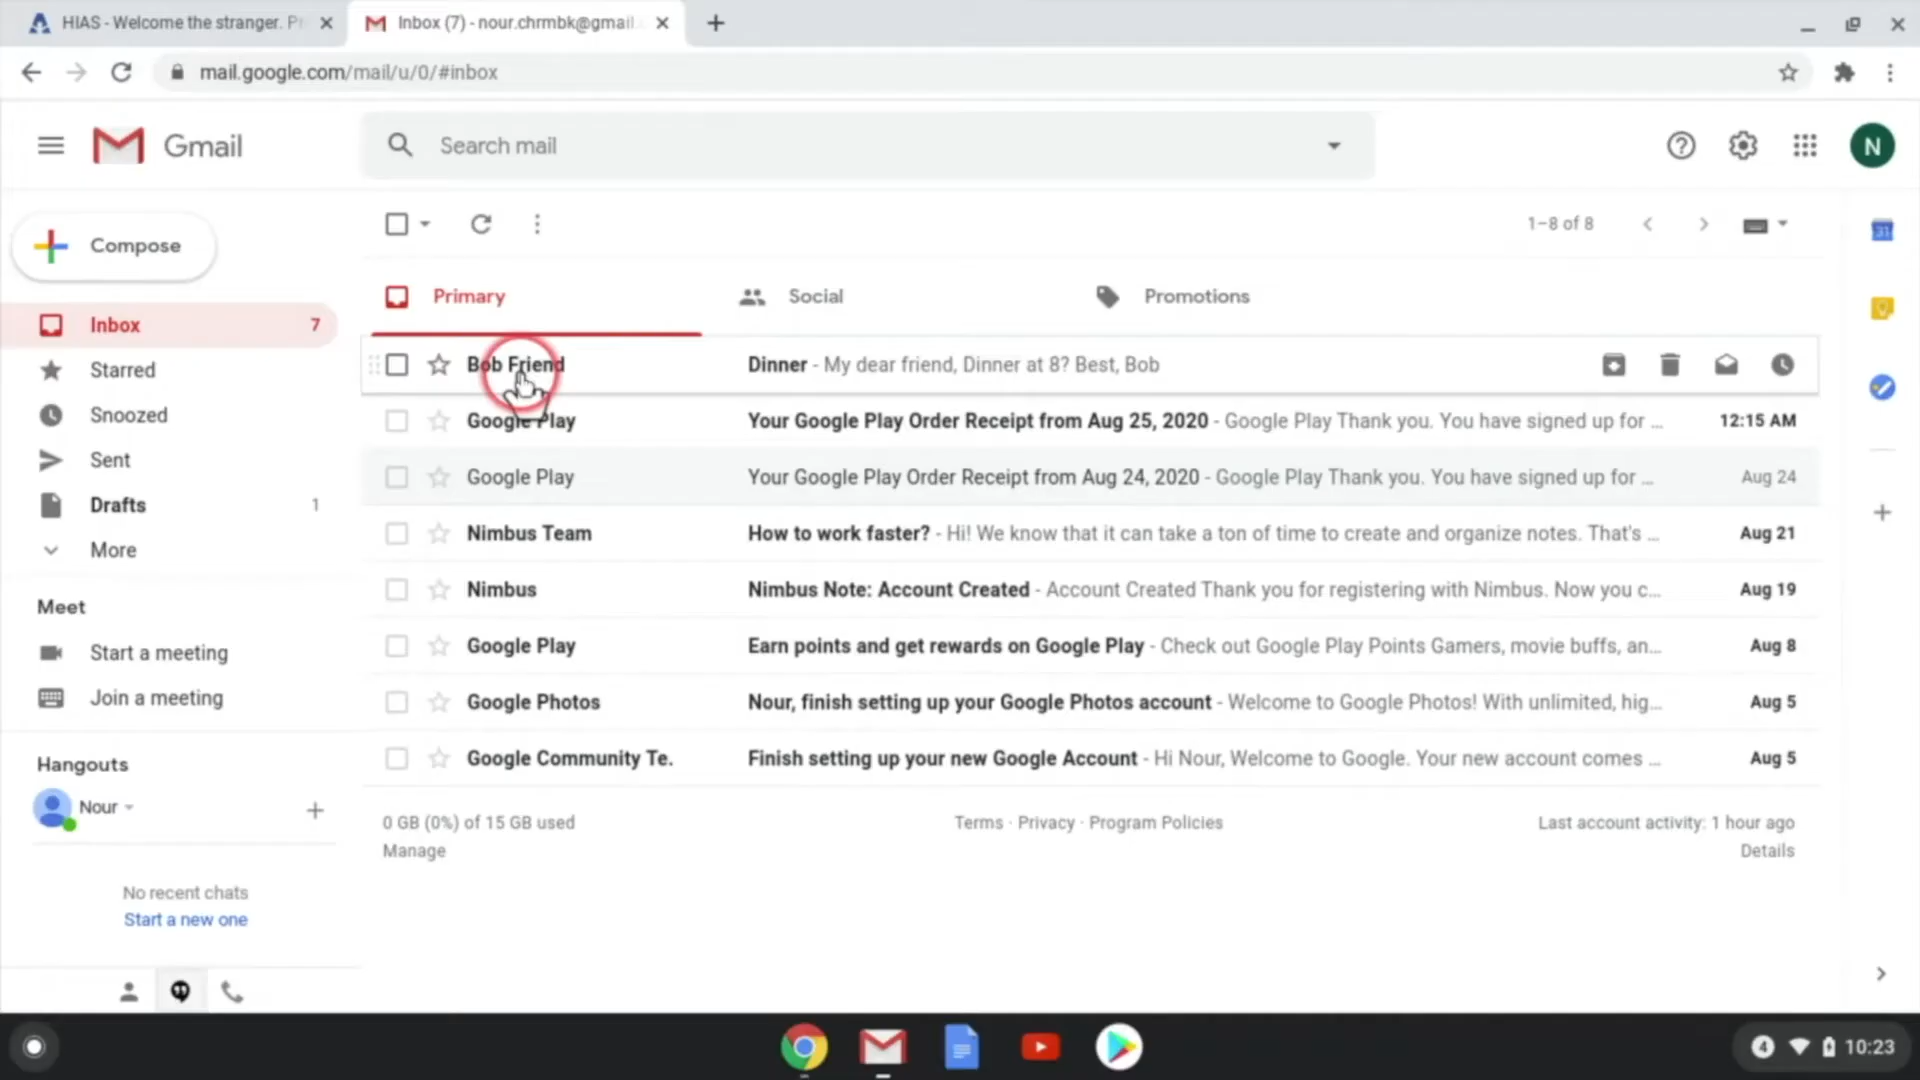 HIAS - Welcome the stranger. Pr
Inbox (7) - nour.chrmbk@gmail.
mail.google.com/mail/u/0/#inbox
Gmail
Search mail
N
Compose
1–8 of 8
31
Primary
Social
Promotions
Inbox 7
Starred
Snoozed
Sent
Drafts 1
More
Bob Friend Dinner - My dear friend, Dinner at 8? Best, Bob
Google Play Your Google Play Order Receipt from Aug 25, 2020 - Google Play Thank you. You have signed up for ... 12:15 AM
Google Play Your Google Play Order Receipt from Aug 24, 2020 - Google Play Thank you. You have signed up for ... Aug 24
Nimbus Team How to work faster? - Hi! We know that it can take a ton of time to create and organize notes. That's ... Aug 21
Nimbus Nimbus Note: Account Created - Account Created Thank you for registering with Nimbus. Now you c... Aug 19
Google Play Earn points and get rewards on Google Play - Check out Google Play Points Gamers, movie buffs, an... Aug 8
Google Photos Nour, finish setting up your Google Photos account - Welcome to Google Photos! With unlimited, hig... Aug 5
Google Community Te. Finish setting up your new Google Account - Hi Nour, Welcome to Google. Your new account comes ... Aug 5
Meet
Start a meeting
Join a meeting
Hangouts
Nour
No recent chats
Start a new one
0 GB (0%) of 15 GB used
Manage
Terms · Privacy · Program Policies
Last account activity: 1 hour ago
Details
4 10:23